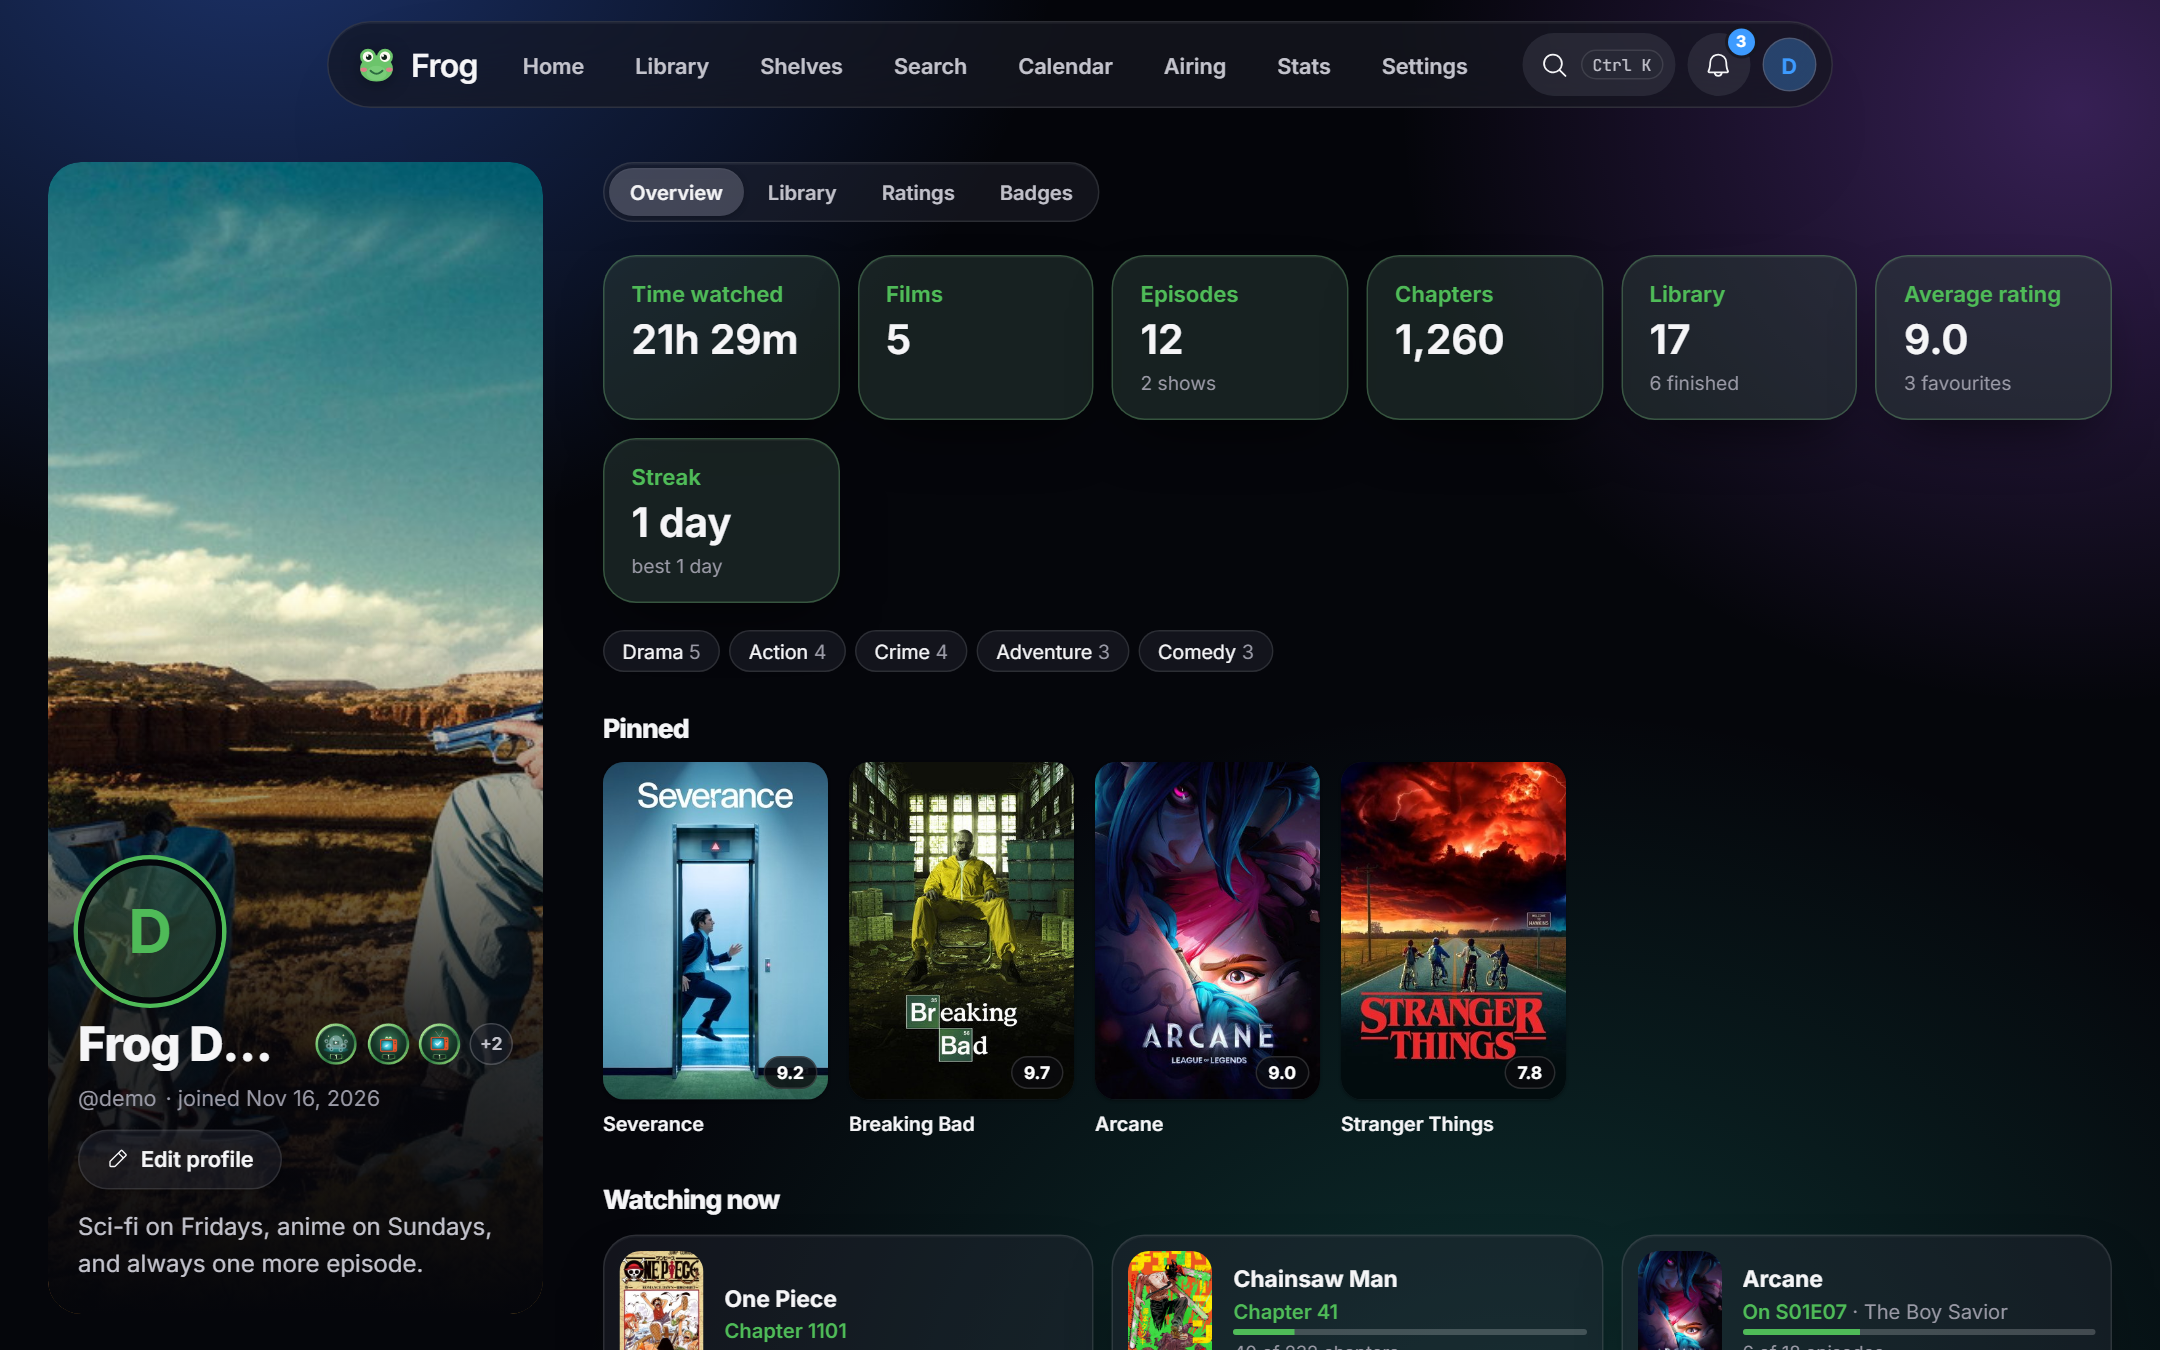 Frog
Home
Library
Shelves
Search
Calendar
Airing
Stats
Settings
Ctrl K
3
D
Overview
Library
Ratings
Badges
Time watched
21h 29m
Films
5
Episodes
12
2 shows
Chapters
1,260
Library
17
6 finished
Average rating
9.0
3 favourites
Streak
1 day
best 1 day
Drama 5
Action 4
Crime 4
Adventure 3
Comedy 3
D
Frog D…
+2
@demo · joined Nov 16, 2026
Edit profile
Sci-fi on Fridays, anime on Sundays,
and always one more episode.
Pinned
Severance
9.2
Severance
Breaking
Bad
9.7
Breaking Bad
ARCANE
LEAGUE OF LEGENDS
9.0
Arcane
STRANGER
THINGS
7.8
Stranger Things
Watching now
ONE PIECE
One Piece
Chapter 1101
Chainsaw Man
Chapter 41
Arcane
On S01E07 · The Boy Savior